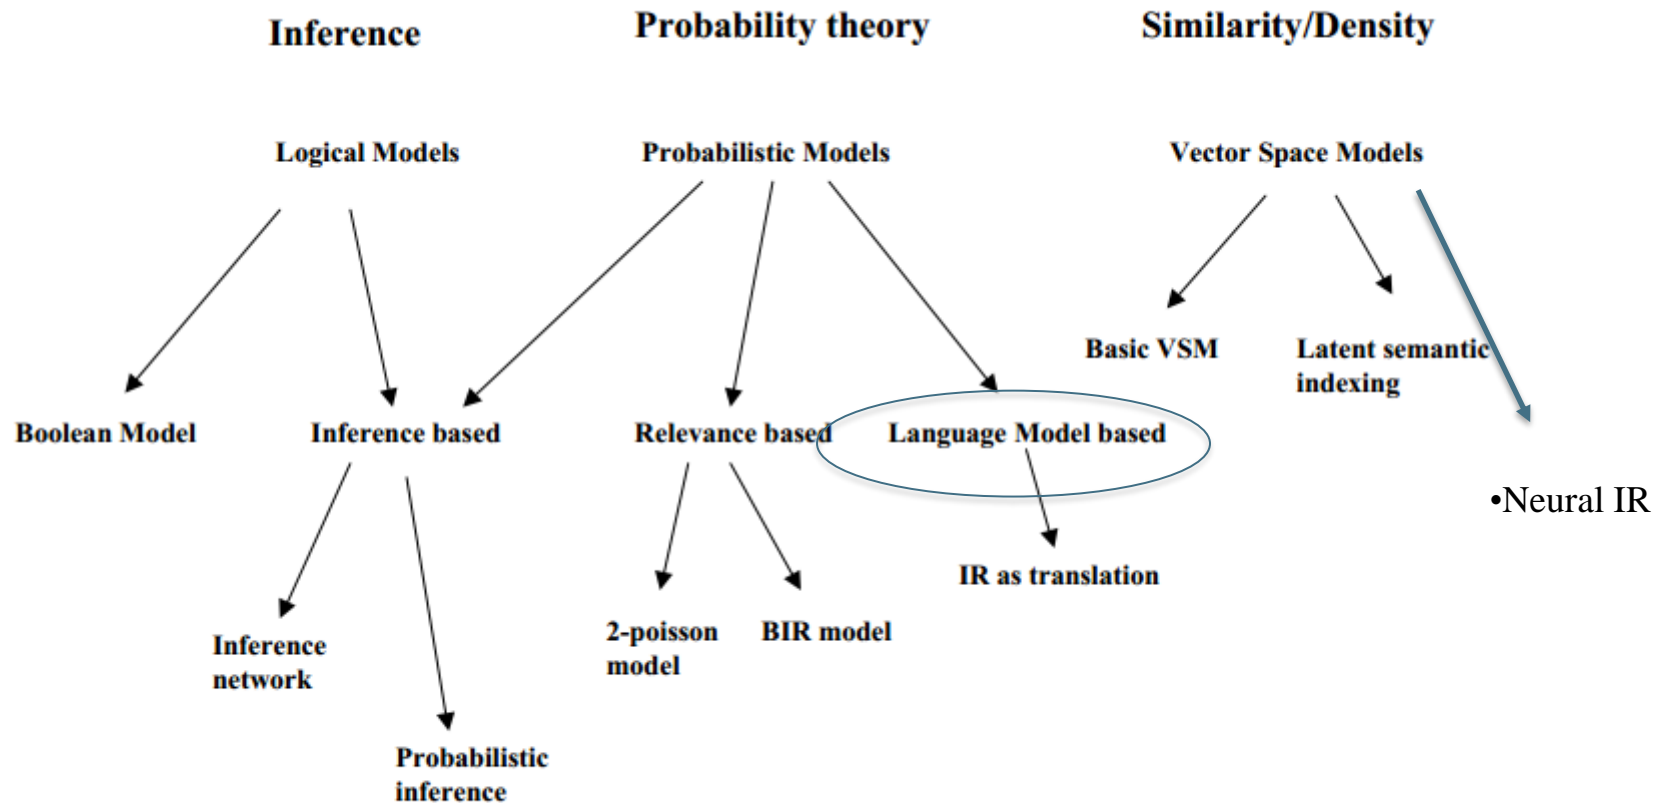 Inference
Probability theory
Similarity/Density
Logical Models
Probabilistic Models
Vector Space Models
Basic VSM
Latent semantic
indexing
Boolean Model
Inference based
Relevance based
Language Model based
•Neural IR
IR as translation
Inference
network
2-poisson
model
BIR model
Probabilistic
inference